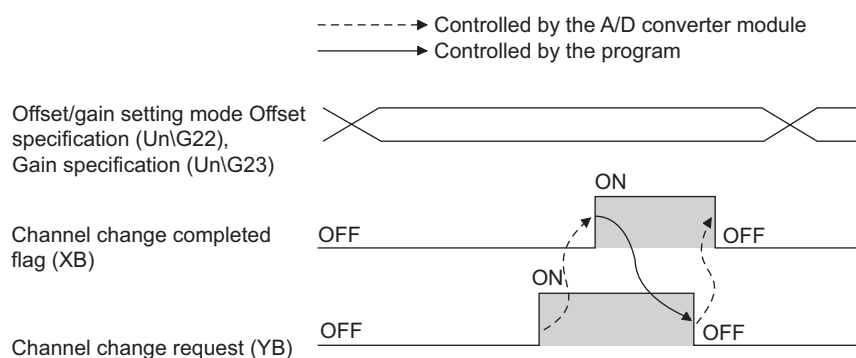 Controlled by the A/D converter module
Controlled by the program
Offset/gain setting mode Offset
specification (Un\G22),
Gain specification (Un\G23)
ON
Channel change completed
flag (XB)
OFF
OFF
ON
Channel change request (YB)
OFF
OFF